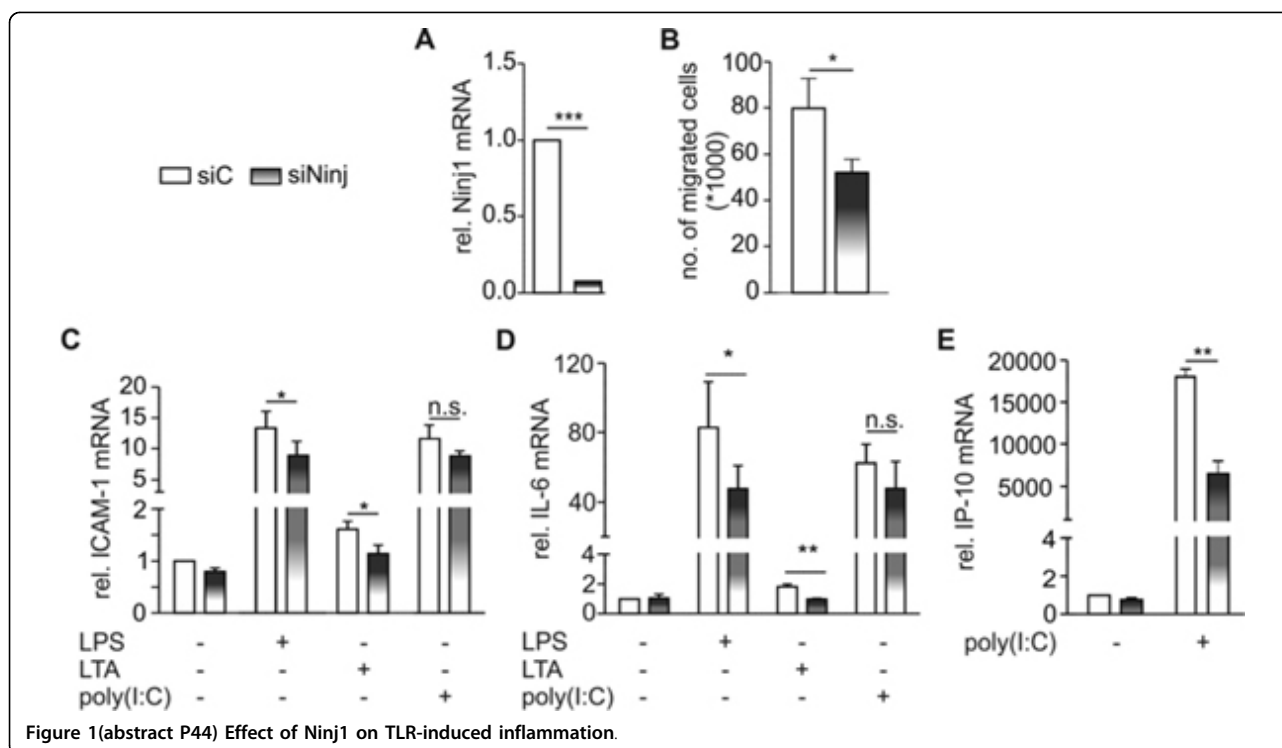 A
B
rel. Ninj1 mRNA
1.5
1.0
0.5
0.0
***
no. of migrated cells
(*1000)
100
80
60
40
20
0
*
siC siNinj
C
rel. ICAM-1 mRNA
20
15
10
5
2
1
0
*
*
n.s.
LPS - + - -
LTA - - + -
poly(I:C) - - - +
D
rel. IL-6 mRNA
120
80
40
4
2
0
*
**
n.s.
- + - -
- - + -
- - - +
E
rel. IP-10 mRNA
20000
15000
10000
5000
4
2
0
**
poly(I:C) - +
Figure 1(abstract P44) Effect of Ninj1 on TLR-induced inflammation.